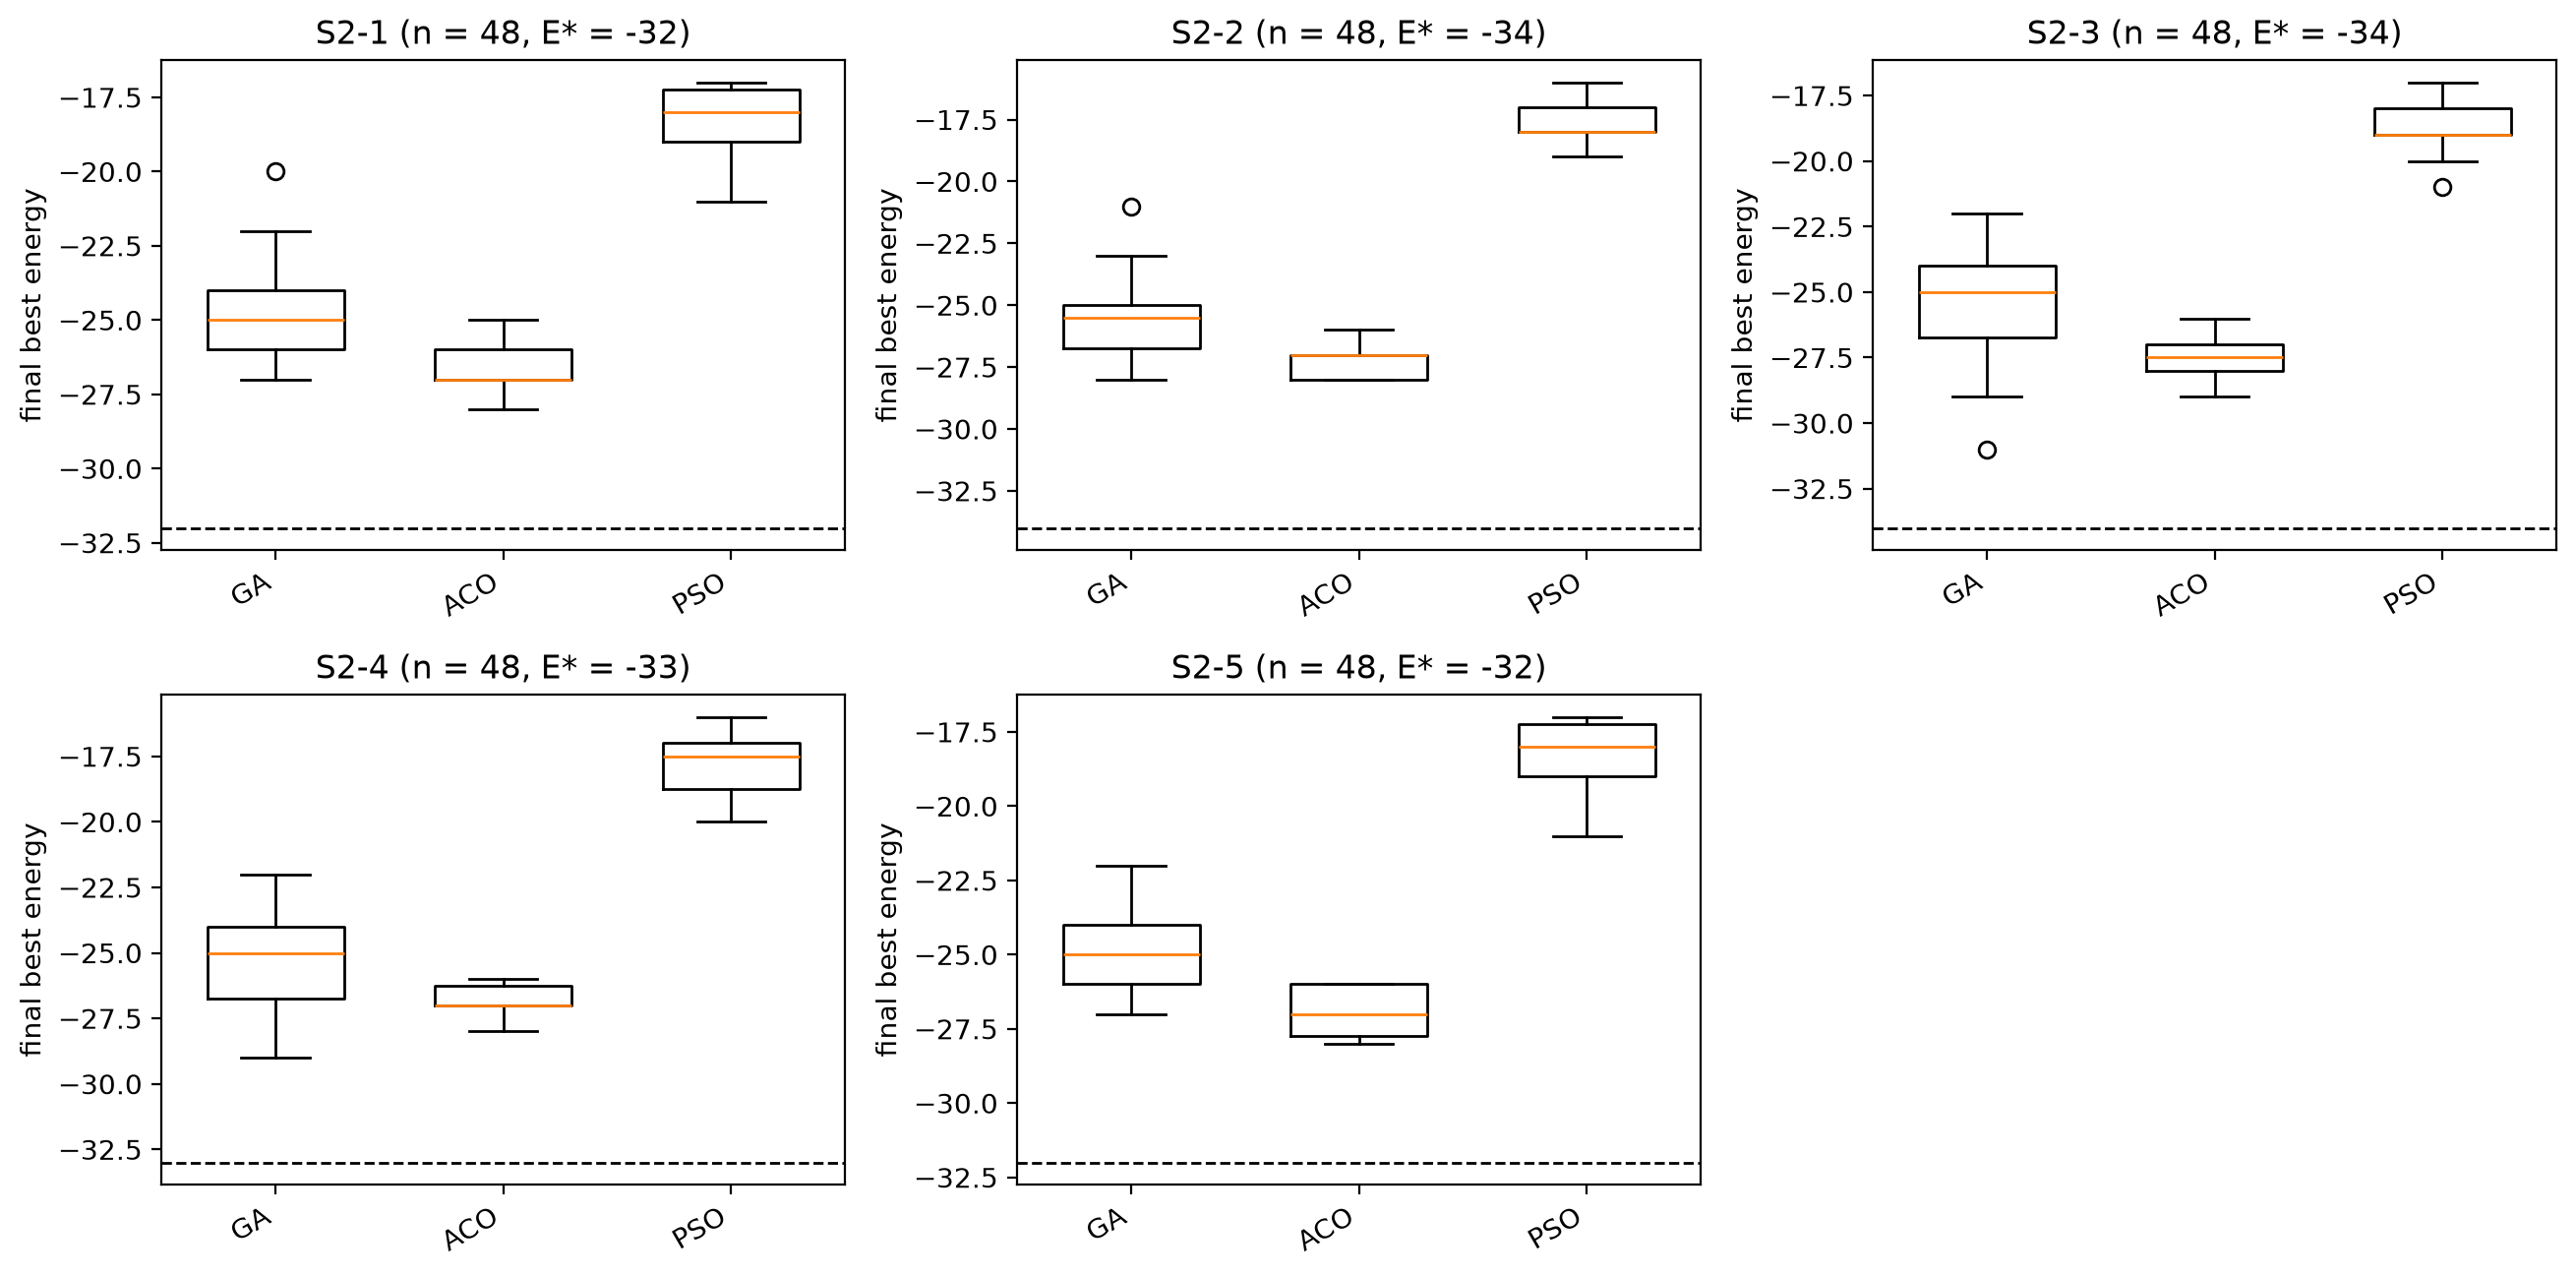 S2-1 (n = 48, E* = -32)
final best energy
−17.5
−20.0
−22.5
−25.0
−27.5
−30.0
−32.5
GA
ACO
PSO
S2-2 (n = 48, E* = -34)
final best energy
−17.5
−20.0
−22.5
−25.0
−27.5
−30.0
−32.5
GA
ACO
PSO
S2-3 (n = 48, E* = -34)
final best energy
−17.5
−20.0
−22.5
−25.0
−27.5
−30.0
−32.5
GA
ACO
PSO
S2-4 (n = 48, E* = -33)
final best energy
−17.5
−20.0
−22.5
−25.0
−27.5
−30.0
−32.5
GA
ACO
PSO
S2-5 (n = 48, E* = -32)
final best energy
−17.5
−20.0
−22.5
−25.0
−27.5
−30.0
−32.5
GA
ACO
PSO